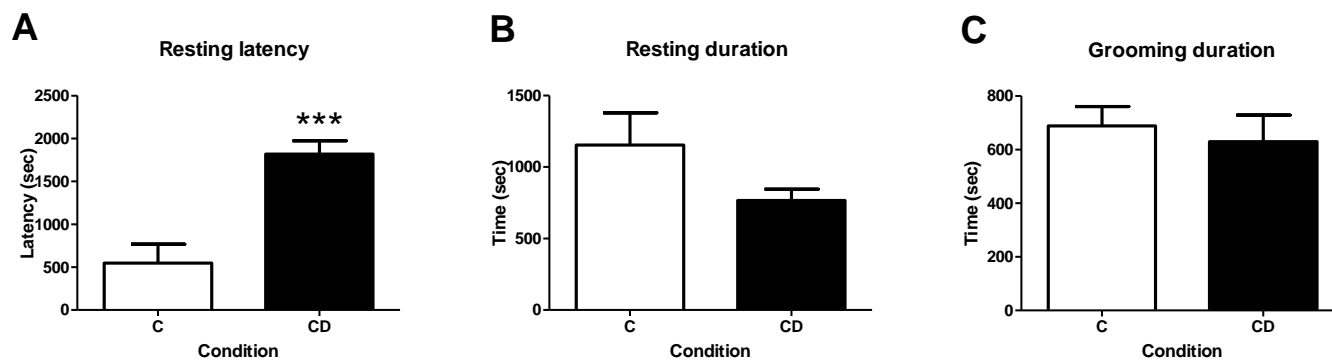 A
Resting latency
2500
2000
1500
1000
500
0
Latency (sec)
***
C
CD
Condition
B
Resting duration
1500
1000
500
0
Time (sec)
C
CD
Condition
C
Grooming duration
800
600
400
200
0
Time (sec)
C
CD
Condition